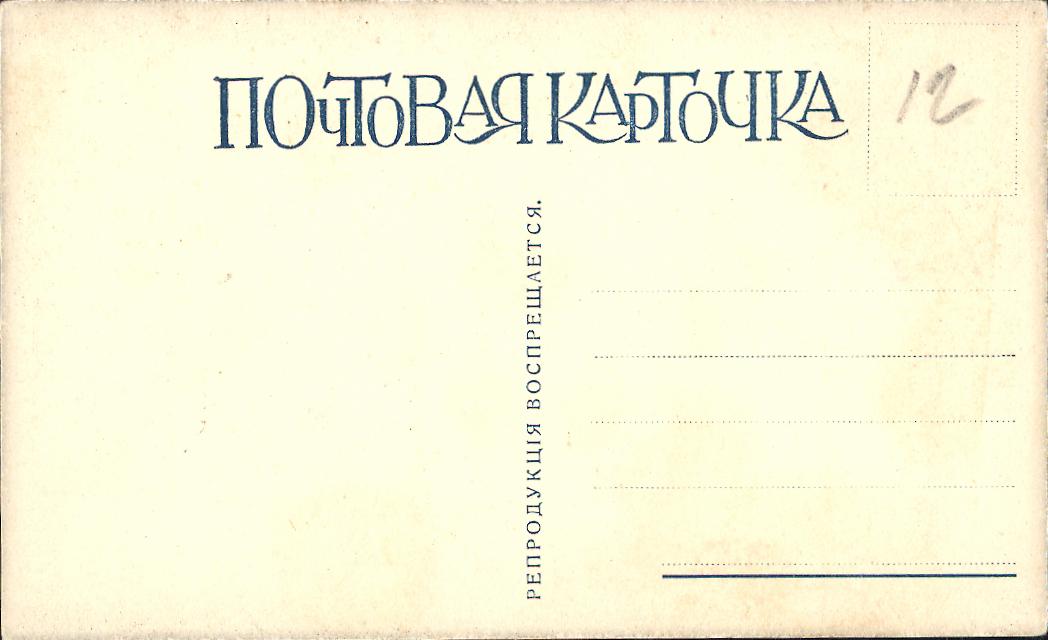 ПОЧТОВАЯ КАРТОЧКА
12
РЕПРОДУКЦІЯ ВОСПРЕЩАЕТСЯ.